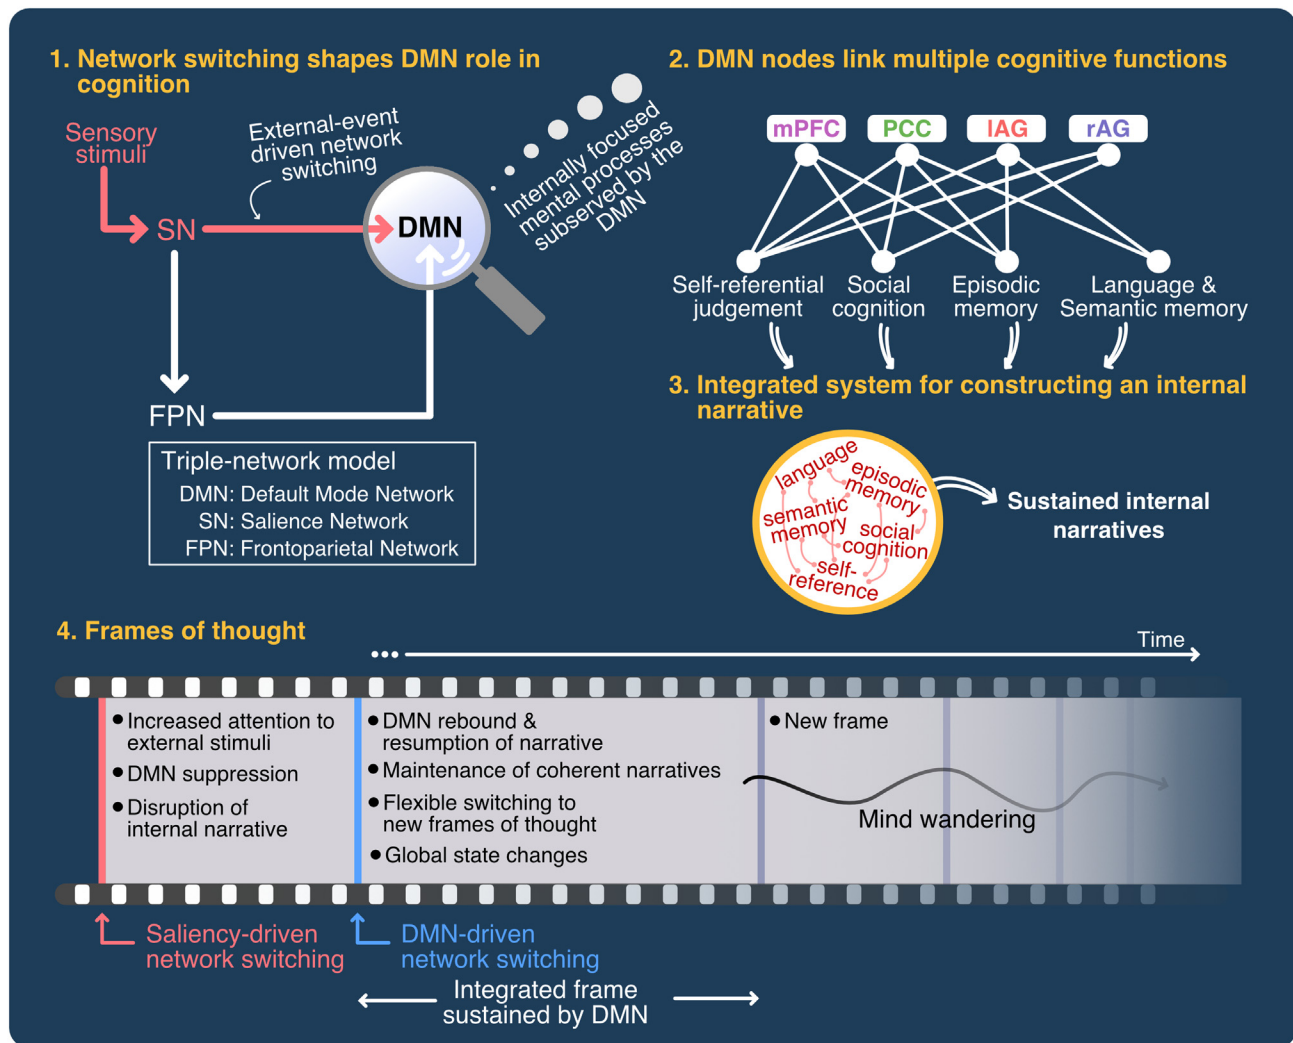 1. Network switching shapes DMN role in
cognition
Sensory
stimuli
External-event
driven network
switching
SN
DMN
Internally focused
mental processes
subserved by the
DMN
FPN
Triple-network model
DMN: Default Mode Network
SN: Salience Network
FPN: Frontoparietal Network
2. DMN nodes link multiple cognitive functions
mPFC PCC lAG rAG
Self-referential
judgement
Social
cognition
Episodic
memory
Language &
Semantic memory
3. Integrated system for constructing an internal
narrative
language
episodic
memory
semantic
memory
social
cognition
self-
reference
Sustained internal
narratives
4. Frames of thought
Time
● Increased attention to
external stimuli
● DMN suppression
● Disruption of
internal narrative
● DMN rebound &
resumption of narrative
● Maintenance of coherent narratives
● Flexible switching to
new frames of thought
● Global state changes
● New frame
Mind wandering
Saliency-driven
network switching
DMN-driven
network switching
Integrated frame
sustained by DMN